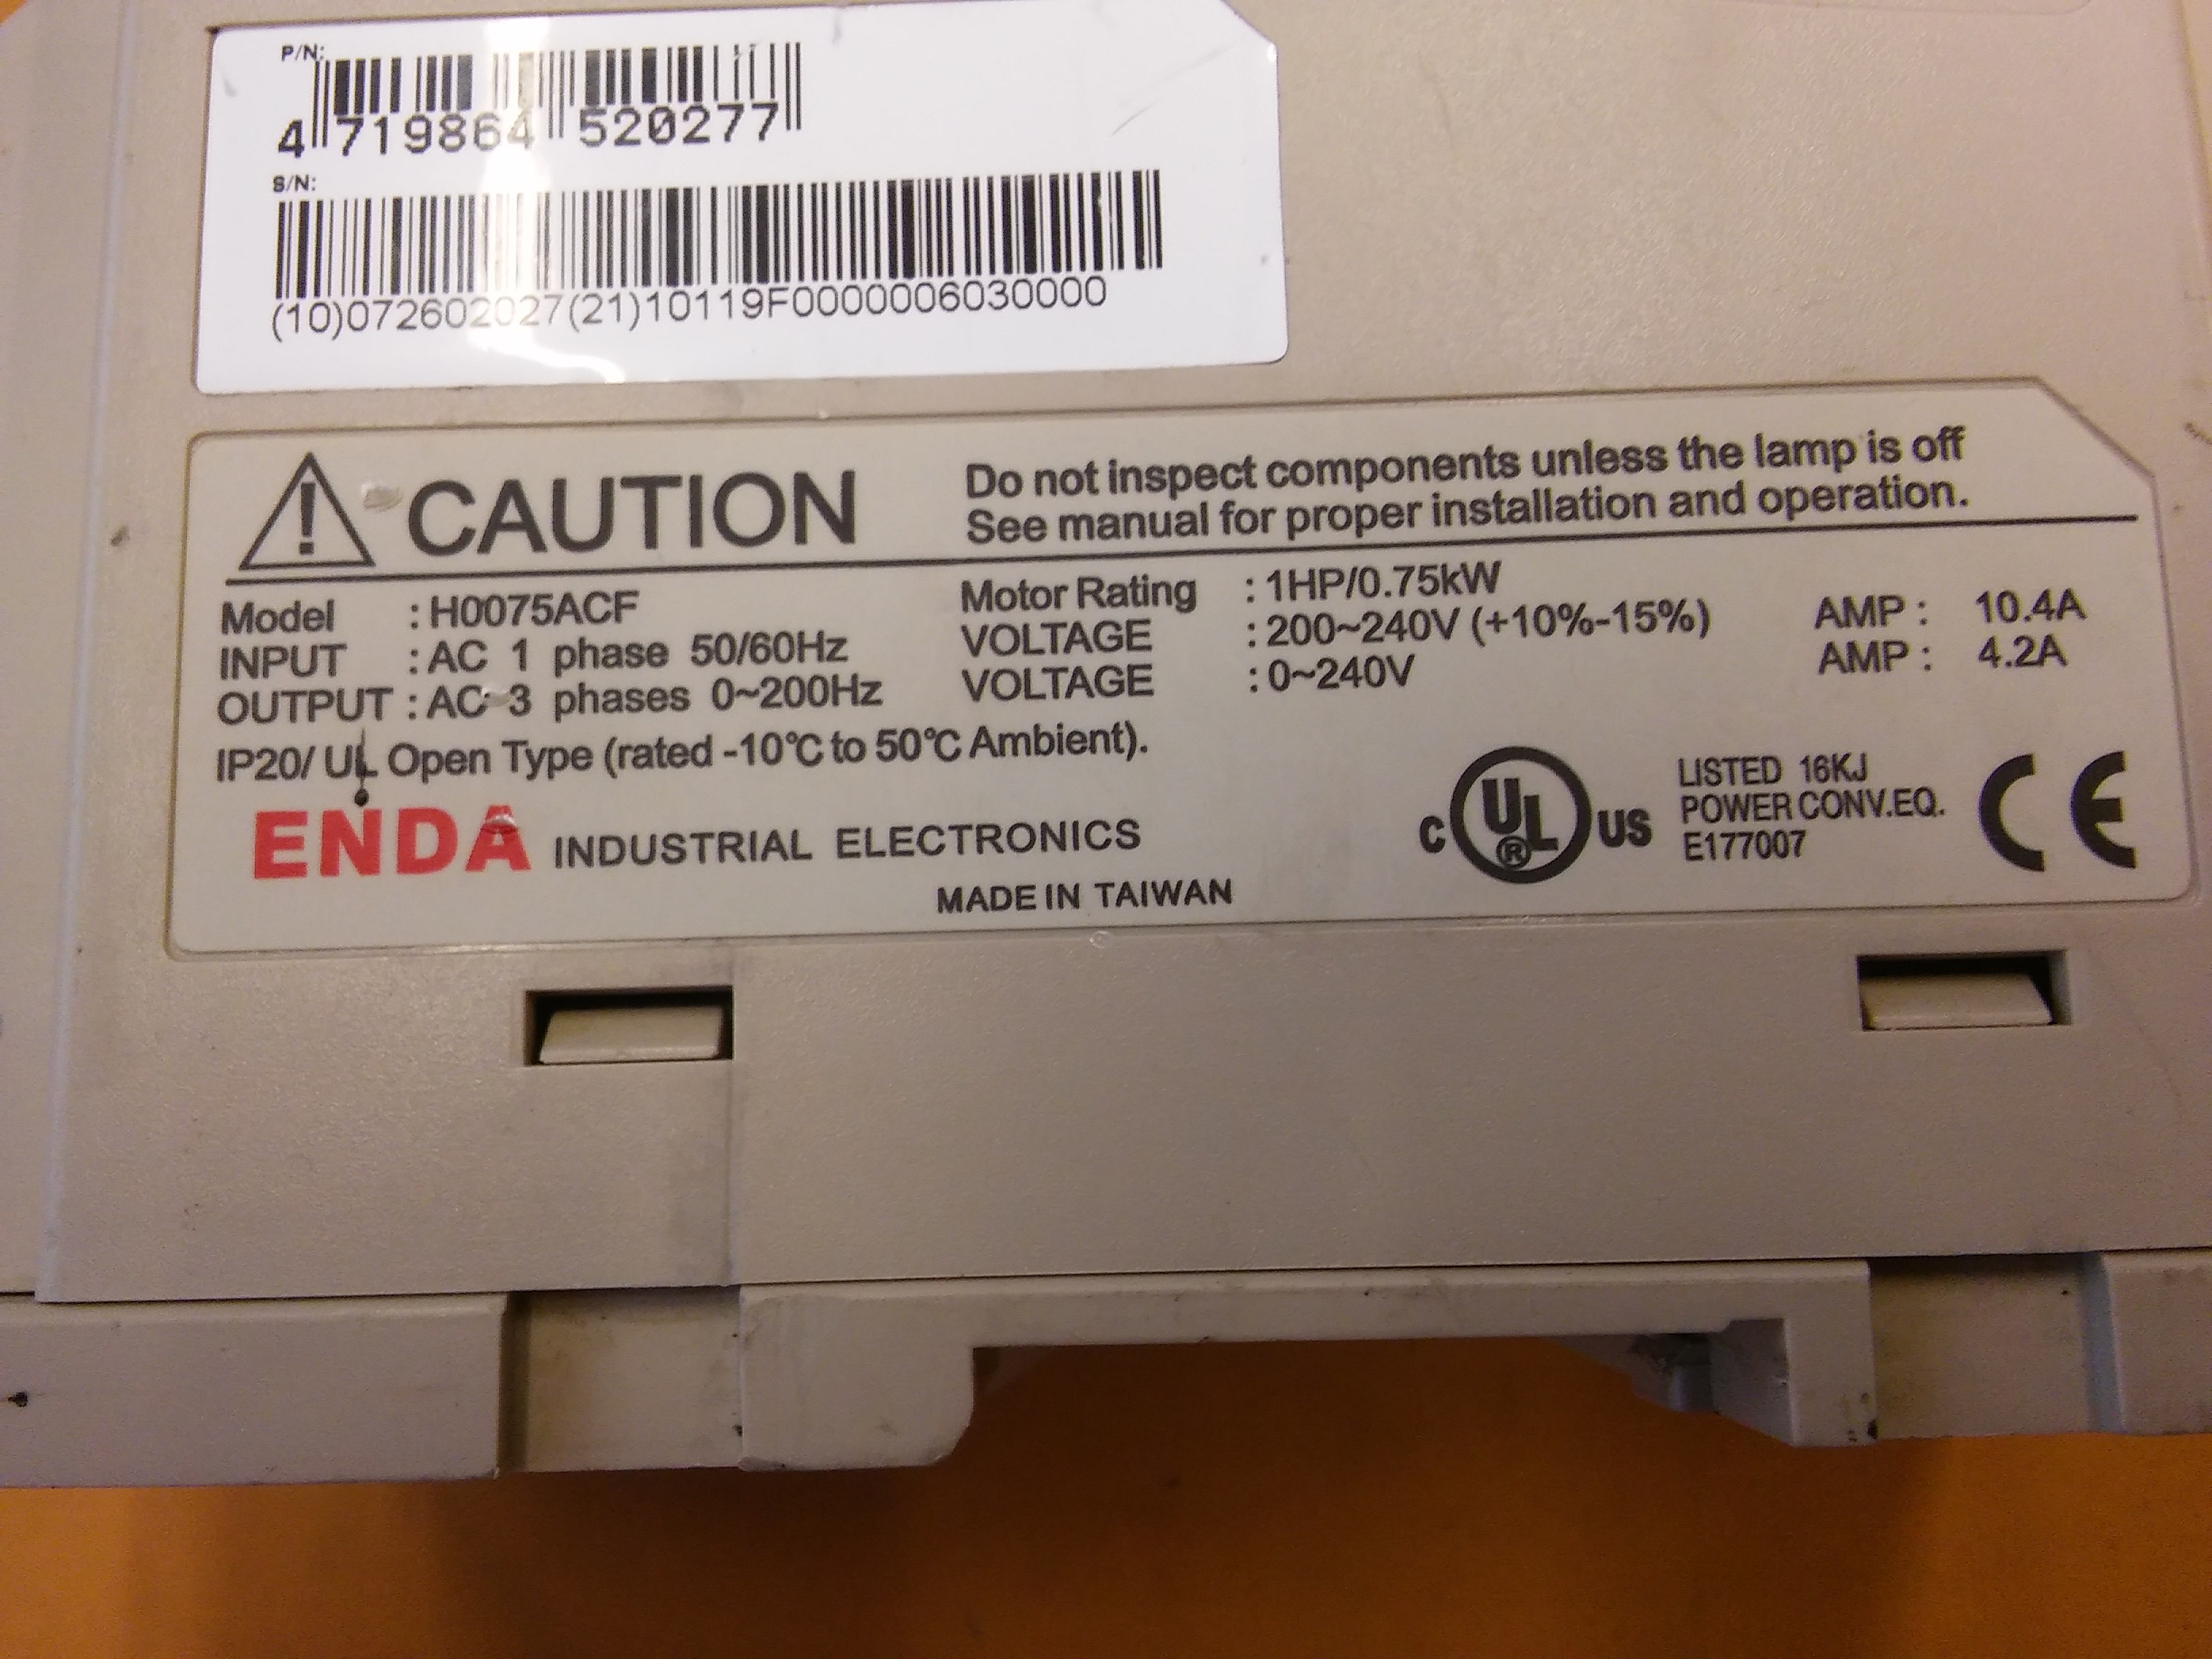 P/N:
4 719864 520277
S/N:
(10)072602027(21)10119F0000006030000
! CAUTION Do not inspect components unless the lamp is off
See manual for proper installation and operation.
Model : H0075ACF Motor Rating : 1HP/0.75kW
INPUT : AC 1 phase 50/60Hz VOLTAGE : 200~240V (+10%-15%) AMP : 10.4A
OUTPUT : AC 3 phases 0~200Hz VOLTAGE : 0~240V AMP : 4.2A
IP20/ UL Open Type (rated -10°C to 50°C Ambient).
ENDA INDUSTRIAL ELECTRONICS
MADE IN TAIWAN
C UL ® US
LISTED 16KJ
POWER CONV.EQ.
E177007
CE